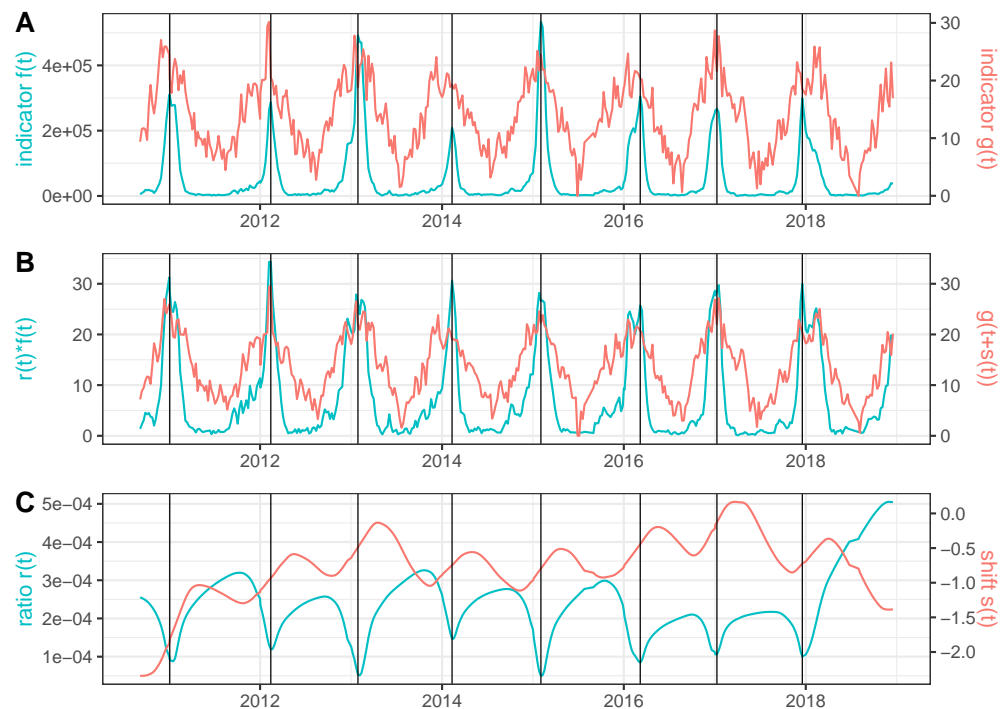 A
indicator f(t)
4e+05
2e+05
0e+00
30
20
10
0
indicator g(t)
2012
2014
2016
2018
B
r(t)*f(t)
30
20
10
0
30
20
10
0
g(t+s(t))
2012
2014
2016
2018
C
ratio r(t)
5e−04
4e−04
3e−04
2e−04
1e−04
0.0
−0.5
−1.0
−1.5
−2.0
shift s(t)
2012
2014
2016
2018